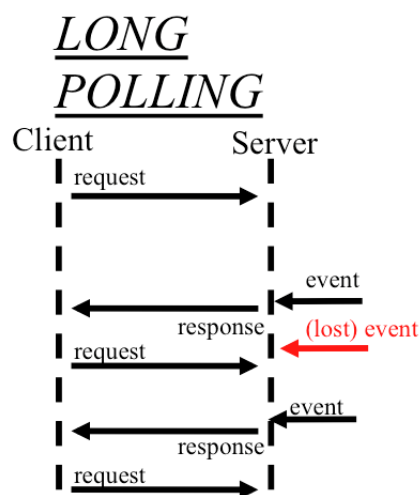 LONG
POLLING
Client Server
request
event
response
(lost) event
request
event
response
request